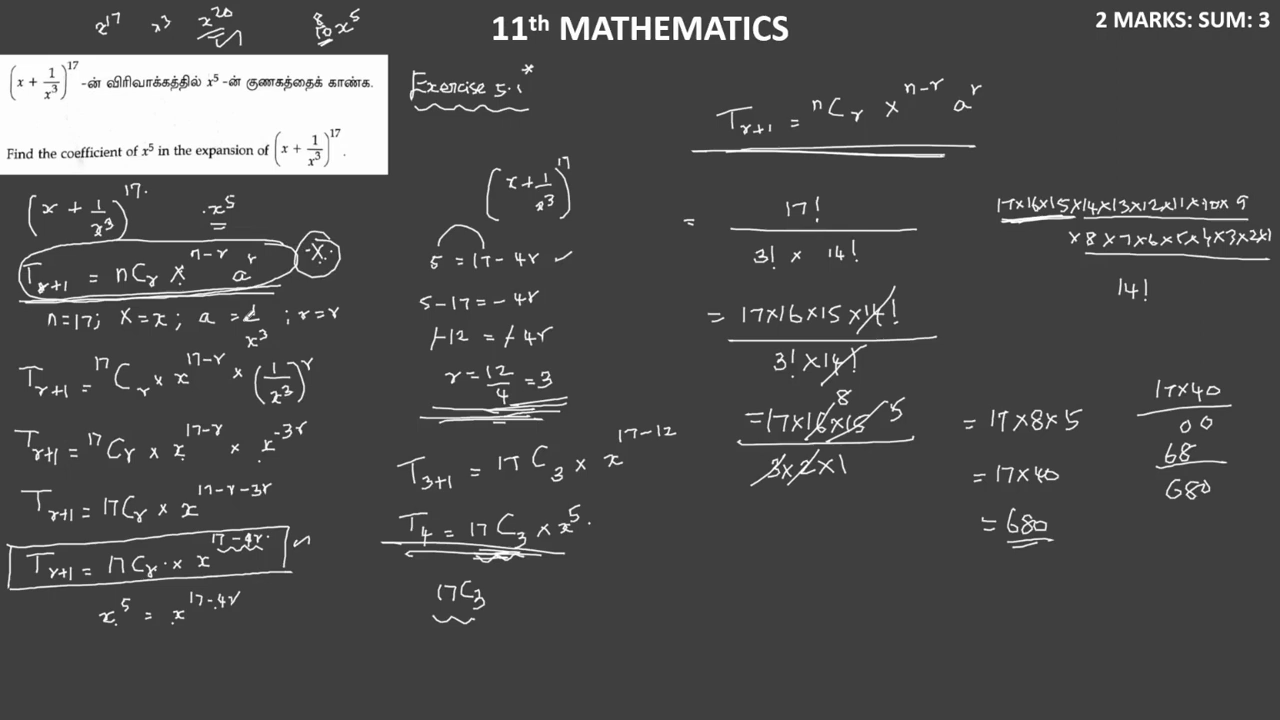 x¹⁷ x³ x²⁰ 8 10 x⁵
11th MATHEMATICS
2 MARKS: SUM: 3
(x + 1/x³)¹⁷ -ன் விரிவாக்கத்தில் x⁵ -ன் குணகத்தைக் காண்க.
Find the coefficient of x⁵ in the expansion of (x + 1/x³)¹⁷.
(x + 1/x³)¹⁷. .x⁵
T_{r+1} = nC_r X^{n-r} a^r .X.
n=17; X=x; a = 1/x³ ; r=r
T_{r+1} = ¹⁷C_r × x^{17-r} × (1/x³)^r
T_{r+1} = ¹⁷C_r × x^{17-r} × x^{-3r}
T_{r+1} = 17C_r × x^{17-r-3r}
T_{r+1} = 17C_r . × x^{17-4r}.
x⁵ = x^{17-4r}
Exercise 5.1*
(x + 1/x³)¹⁷
5 = 17-4r
5-17 = -4r
-12 = -4r
r = 12/4 = 3
T_{3+1} = 17C₃ × x^{17-12}
T₄ = 17C₃ × x⁵.
17C₃
T_{r+1} = ⁿC_r X^{n-r} a^r
= 17! / 3! × 14!
= 17×16×15×14! / 3!×14!
= 17×16×15 / 3×2×1 8 5
17×16×15×14×13×12×11×10×9
×8×7×6×5×4×3×2×1
14!
= 17×8×5
= 17×40
= 680
17×40
00
68
680